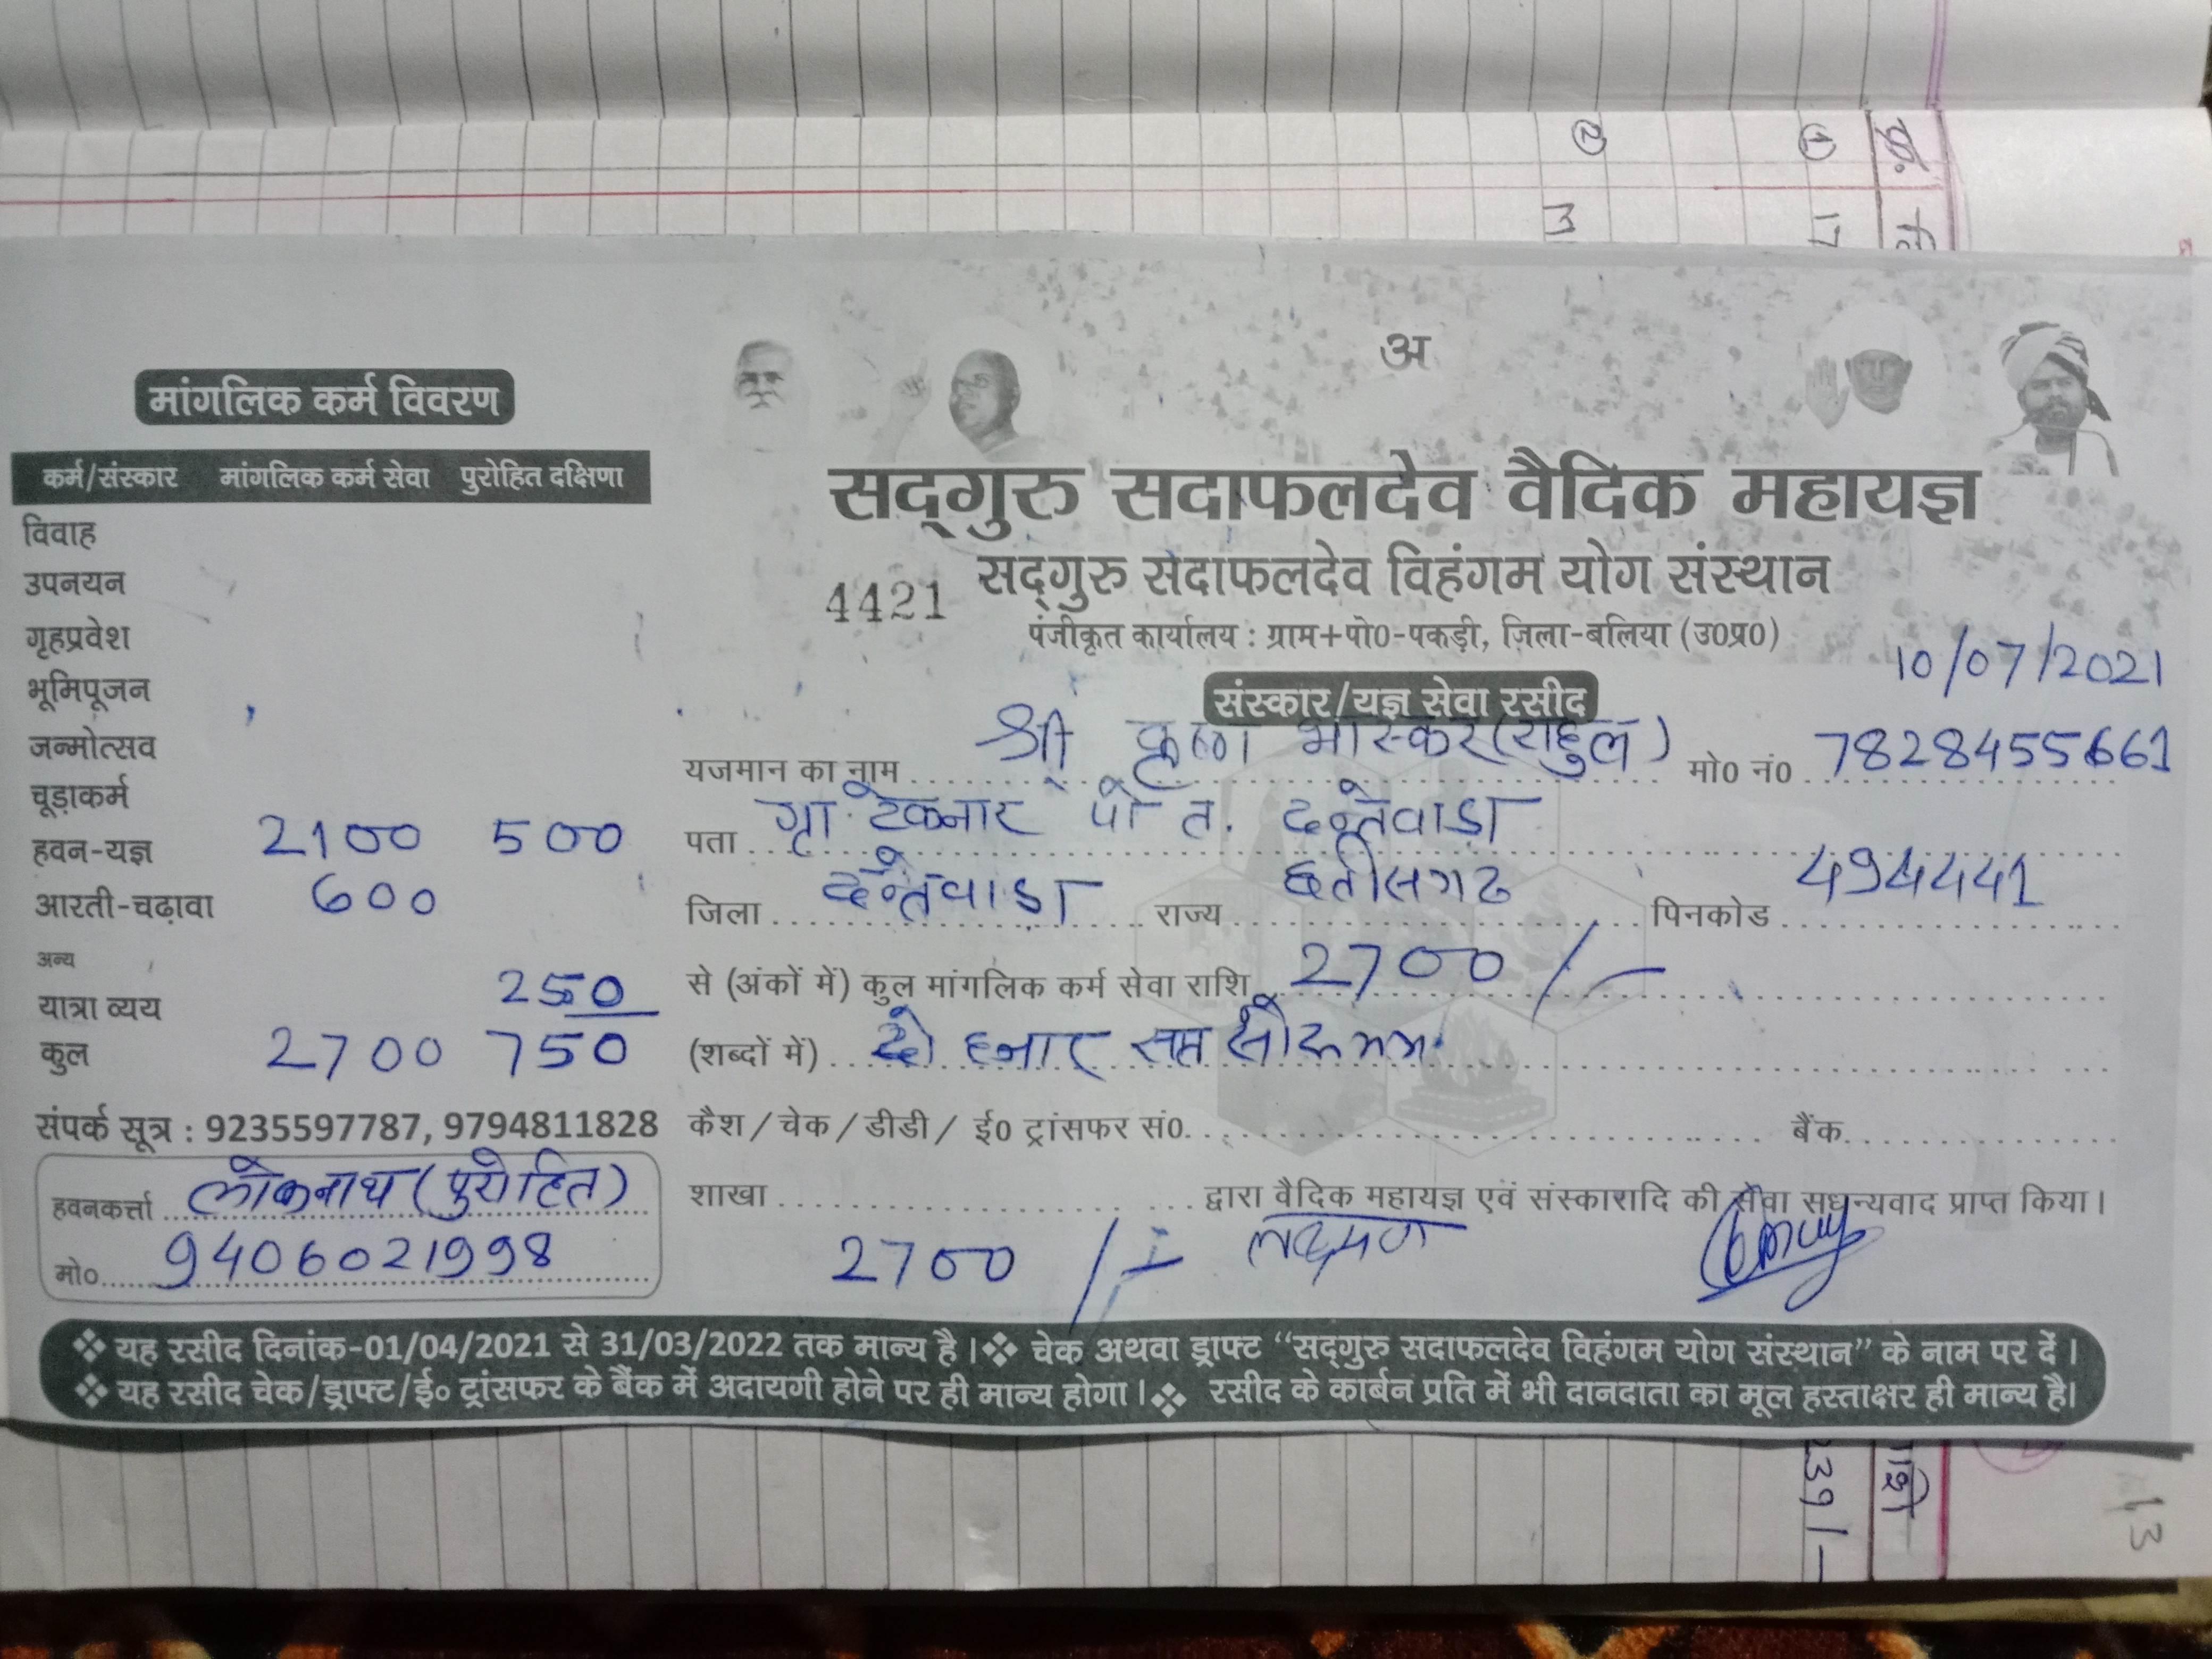 मांगलिक कर्म विवरण
कर्म/संस्कार मांगलिक कर्म सेवा पुरोहित दक्षिणा
विवाह
उपनयन
गृहप्रवेश
भूमिपूजन
जन्मोत्सव
चूड़ाकर्म
हवन-यज्ञ 2100 500
आरती-चढ़ावा 600
अन्य
यात्रा व्यय 250
कुल 2700 750
संपर्क सूत्र : 9235597787, 9794811828
हवनकर्त्ता लोकनाथ (पुरोहित)
मो० 9406021998
अ
सद्गुरु सदाफलदेव वैदिक महायज्ञ
सद्गुरु सदाफलदेव विहंगम योग संस्थान
4421
पंजीकृत कार्यालय : ग्राम+पो0-पकड़ी, ज़िला-बलिया (उ0प्र0)
10/07/2021
संस्कार/यज्ञ सेवा रसीद
यजमान का नाम श्री कृष्णा भास्कर (राहुल) मो0 नं0 7828455661
पता ग्रा. टेकनार पो त. दन्तेवाडा
जिला दन्तेवाडा राज्य छत्तीसगढ पिनकोड 494441
से (अंकों में) कुल मांगलिक कर्म सेवा राशि 2700/-
(शब्दों में) दो हजार सात सौ
कैश / चेक / डीडी / ई0 ट्रांसफर सं0 बैंक
शाखा द्वारा वैदिक महायज्ञ एवं संस्कारादि की सेवा सधन्यवाद प्राप्त किया।
2700/- लक्ष्मण
❖ यह रसीद दिनांक-01/04/2021 से 31/03/2022 तक मान्य है। ❖ चेक अथवा ड्राफ्ट "सद्गुरु सदाफलदेव विहंगम योग संस्थान" के नाम पर दें।
❖ यह रसीद चेक/ड्राफ्ट/ई० ट्रांसफर के बैंक में अदायगी होने पर ही मान्य होगा। ❖ रसीद के कार्बन प्रति में भी दानदाता का मूल हस्ताक्षर ही मान्य है।
क्र.
① 17
②
239/-
13